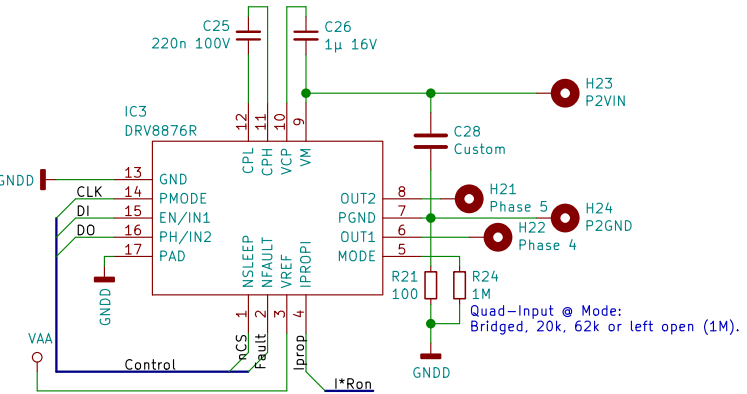 C25
220n 100V
C26
1µ 16V
H23
P2VIN
IC3
DRV8876R
12
11
10
9
CPL
CPH
VCP
VM
C28
Custom
GNDD
13
GND
CLK
14
PMODE
DI
15
EN/IN1
DO
16
PH/IN2
17
PAD
OUT2
8
H21
Phase 5
PGND
7
H24
P2GND
OUT1
6
H22
Phase 4
MODE
5
NSLEEP
NFAULT
VREF
IPROPI
1
2
3
4
R21
100
R24
1M
GNDD
Quad-Input @ Mode:
Bridged, 20k, 62k or left open (1M).
VAA
nCS
Fault
Iprop
Control
I*Ron
GNDD